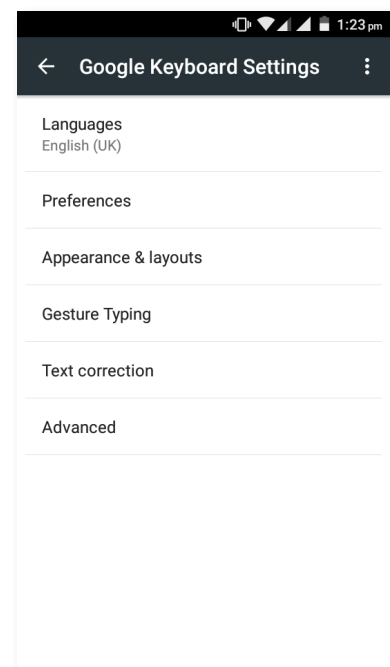 1:23 pm
Google Keyboard Settings
Languages
English (UK)
Preferences
Appearance & layouts
Gesture Typing
Text correction
Advanced